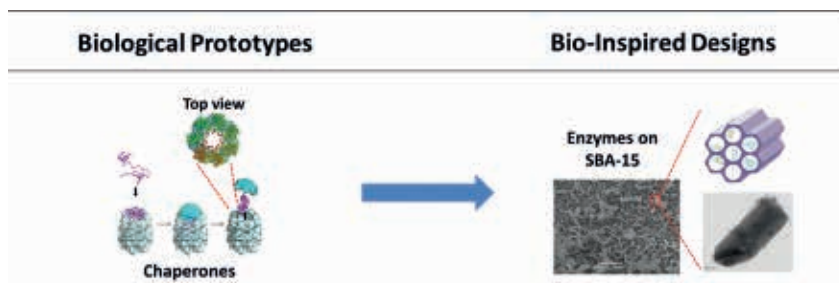 Biological Prototypes
Bio-Inspired Designs
Top view
Enzymes on
SBA-15
Chaperones